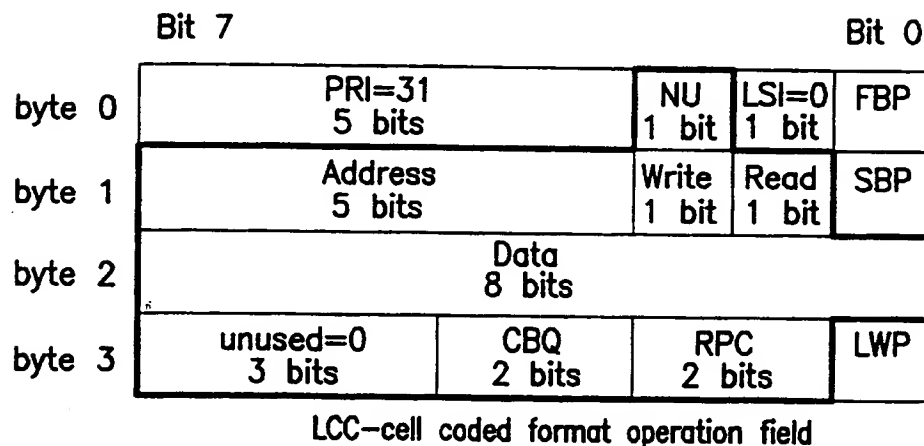 Bit 7 Bit 0
byte 0 PRI=31 NU LSI=0 FBP
5 bits 1 bit 1 bit
byte 1 Address Write Read SBP
5 bits 1 bit 1 bit
byte 2 Data
8 bits
byte 3 unused=0 CBQ RPC LWP
3 bits 2 bits 2 bits
LCC-cell coded format operation field